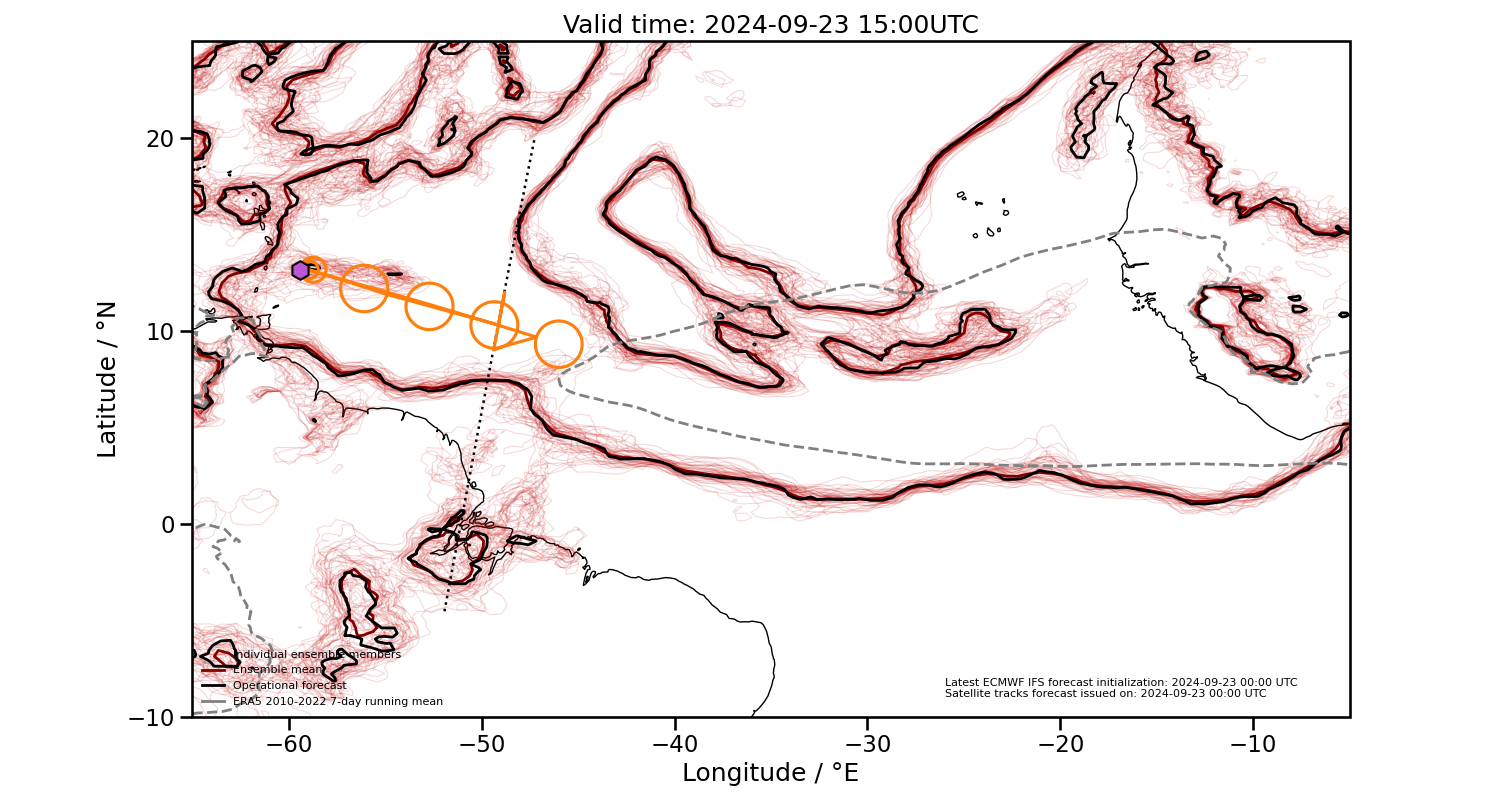 Valid time: 2024-09-23 15:00UTC
20
10
0
−10
Latitude / °N
Individual ensemble members
Ensemble mean
Operational forecast
ERA5 2010-2022 7-day running mean
Latest ECMWF IFS forecast initialization: 2024-09-23 00:00 UTC
Satellite tracks forecast issued on: 2024-09-23 00:00 UTC
−60
−50
−40
−30
−20
−10
Longitude / °E